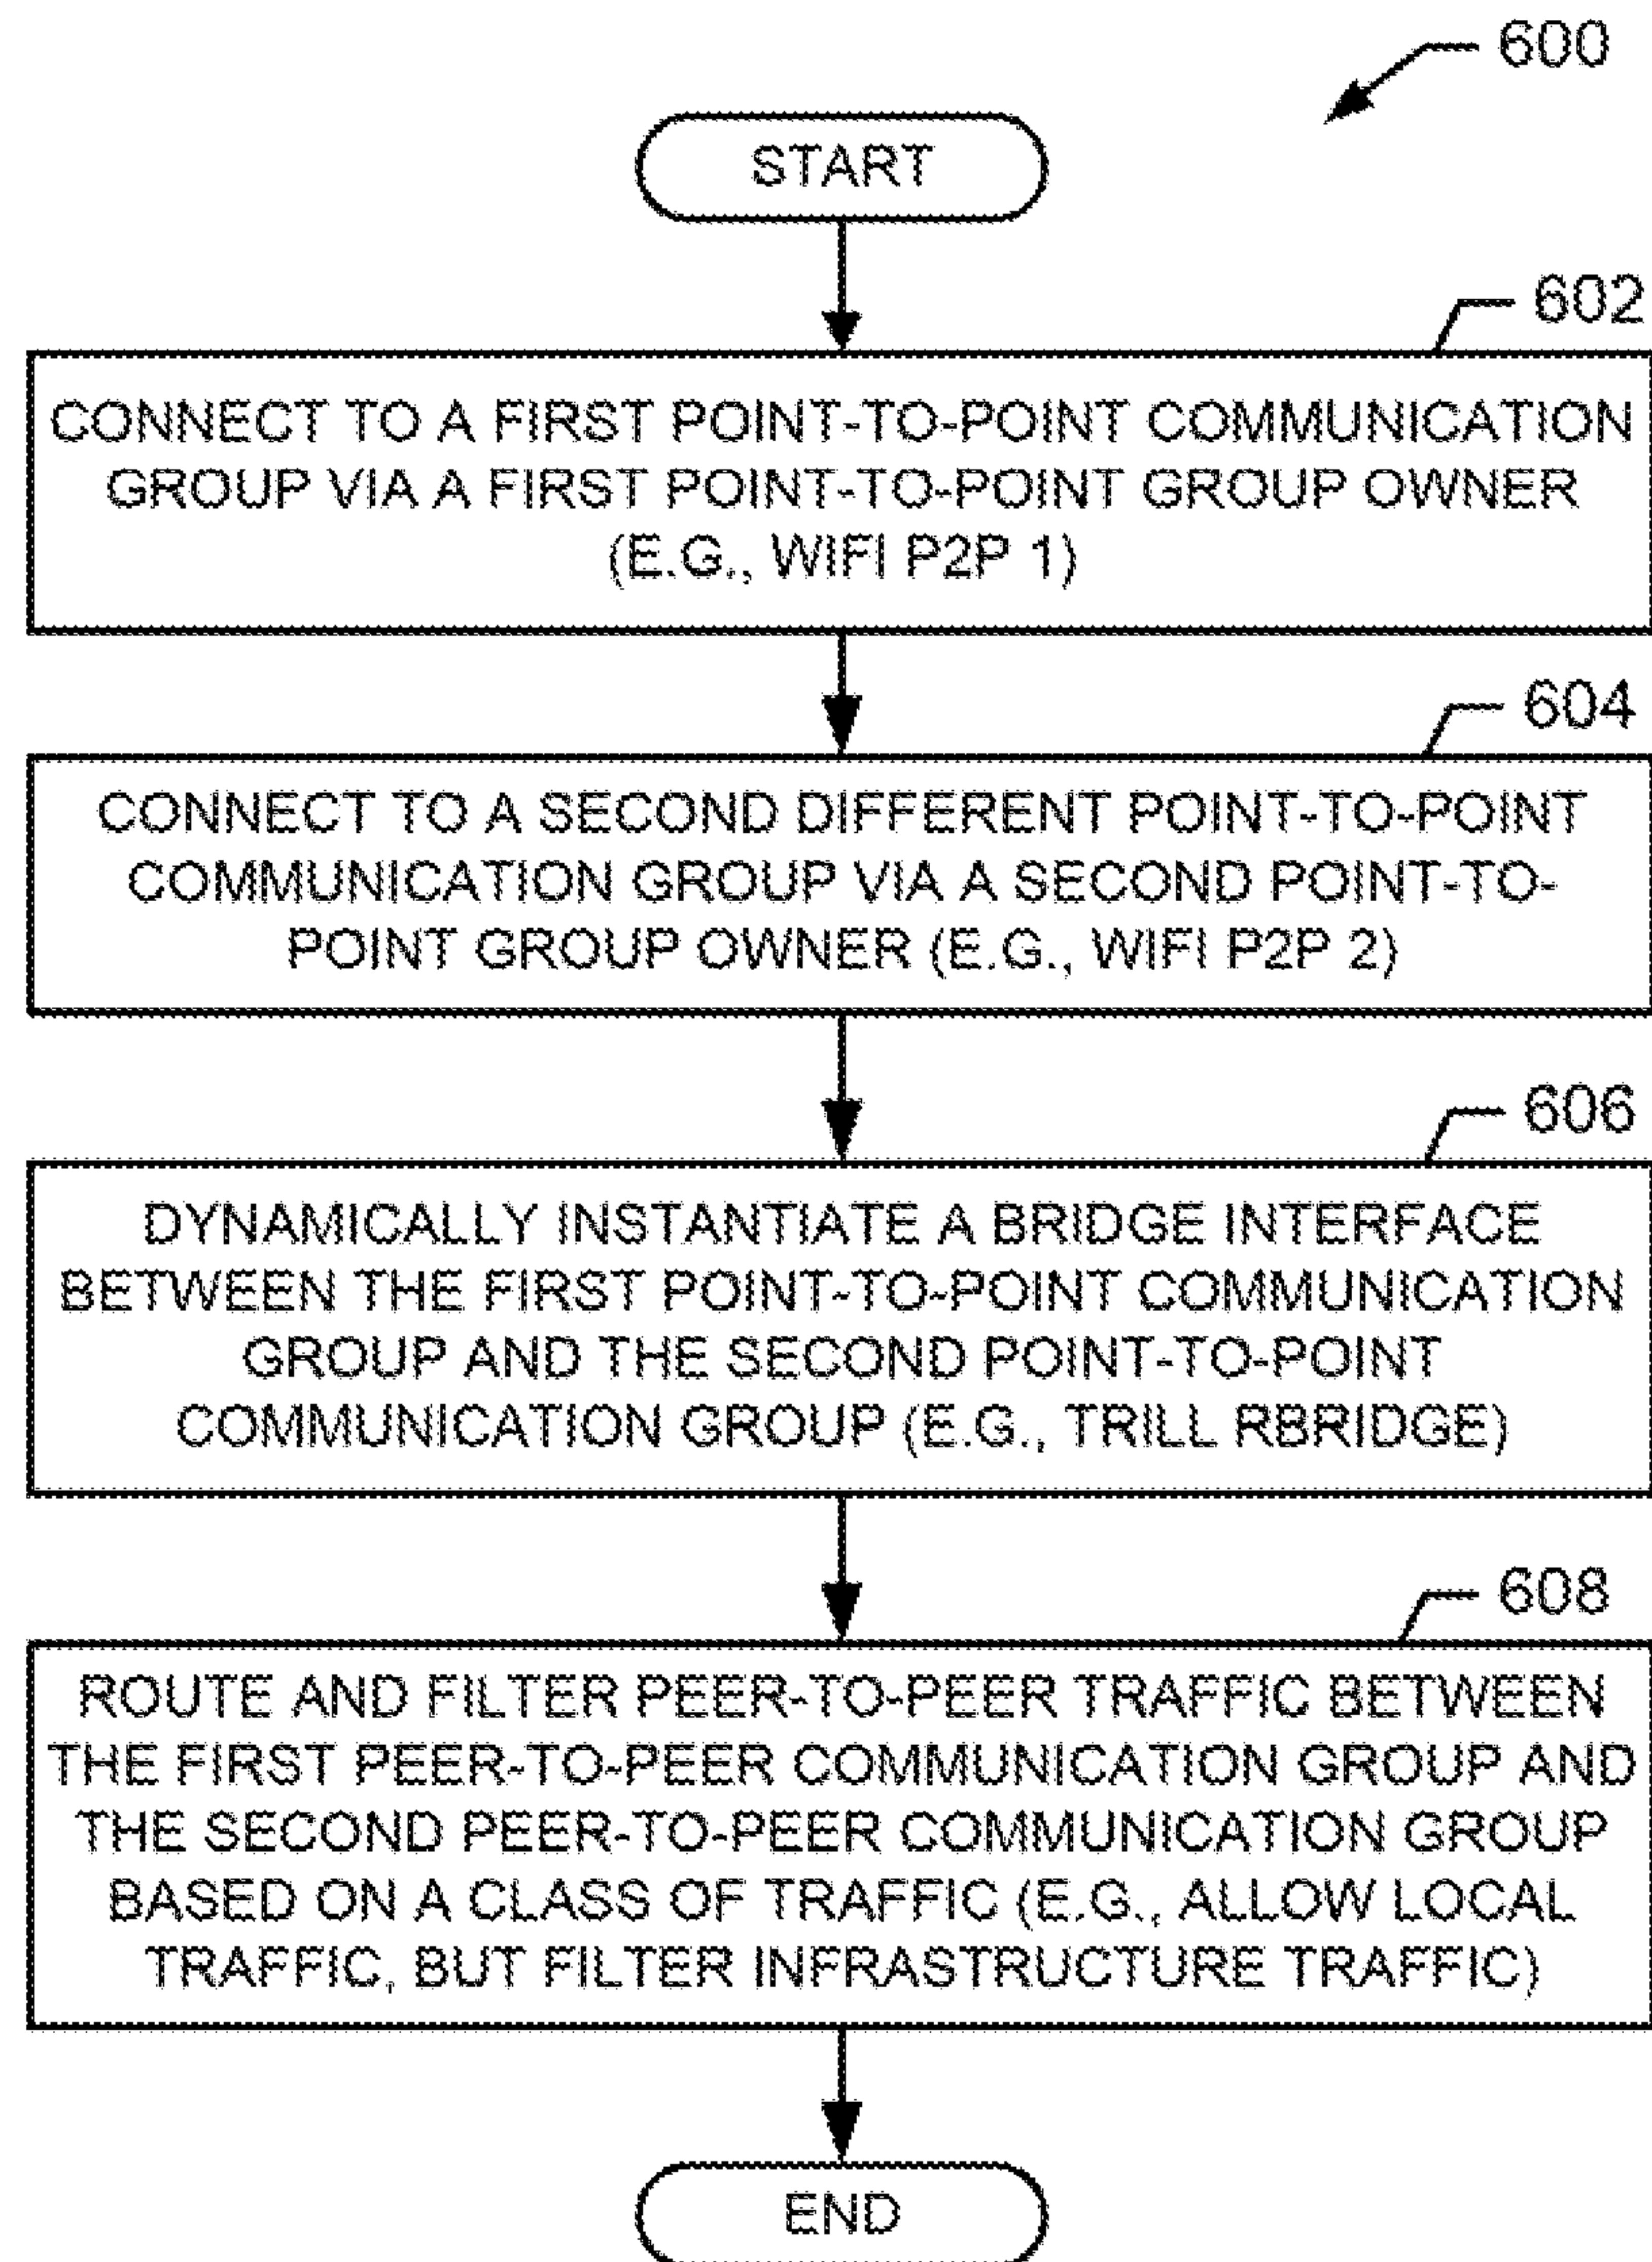 600
START
602
CONNECT TO A FIRST POINT-TO-POINT COMMUNICATION
GROUP VIA A FIRST POINT-TO-POINT GROUP OWNER
(E.G., WIFI P2P 1)
604
CONNECT TO A SECOND DIFFERENT POINT-TO-POINT
COMMUNICATION GROUP VIA A SECOND POINT-TO-
POINT GROUP OWNER (E.G., WIFI P2P 2)
606
DYNAMICALLY INSTANTIATE A BRIDGE INTERFACE
BETWEEN THE FIRST POINT-TO-POINT COMMUNICATION
GROUP AND THE SECOND POINT-TO-POINT
COMMUNICATION GROUP (E.G., TRILL RBRIDGE)
608
ROUTE AND FILTER PEER-TO-PEER TRAFFIC BETWEEN
THE FIRST PEER-TO-PEER COMMUNICATION GROUP AND
THE SECOND PEER-TO-PEER COMMUNICATION GROUP
BASED ON A CLASS OF TRAFFIC (E.G., ALLOW LOCAL
TRAFFIC, BUT FILTER INFRASTRUCTURE TRAFFIC)
END